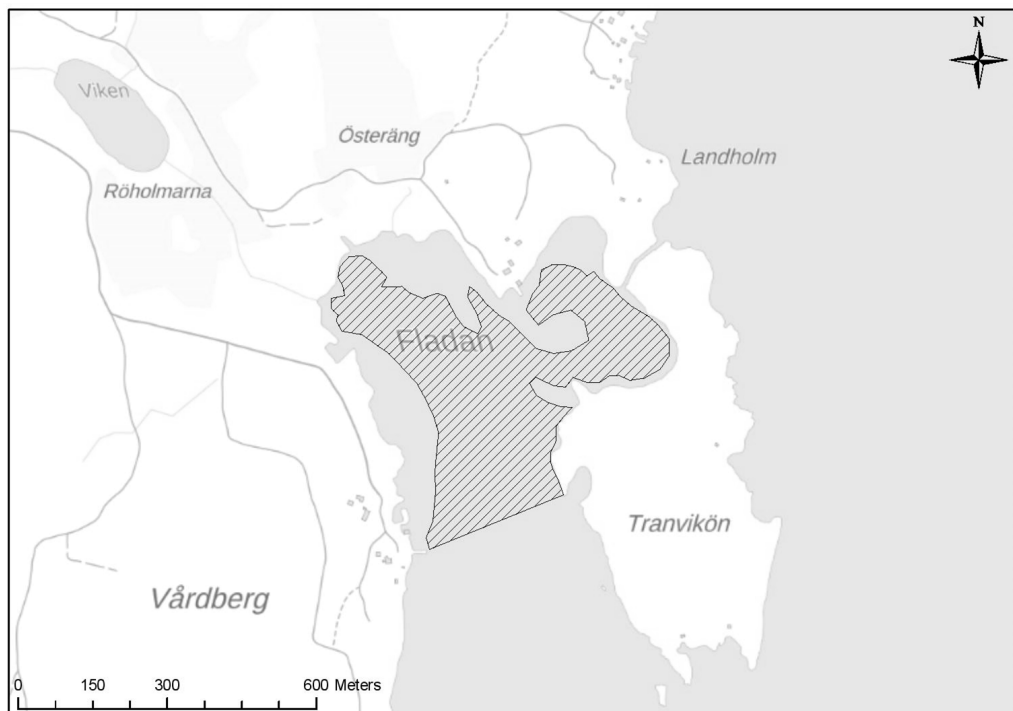 N
Viken
Österäng
Landholm
Röholmarna
Fladan
Tranvikön
Vårdberg
0 150 300 600 Meters